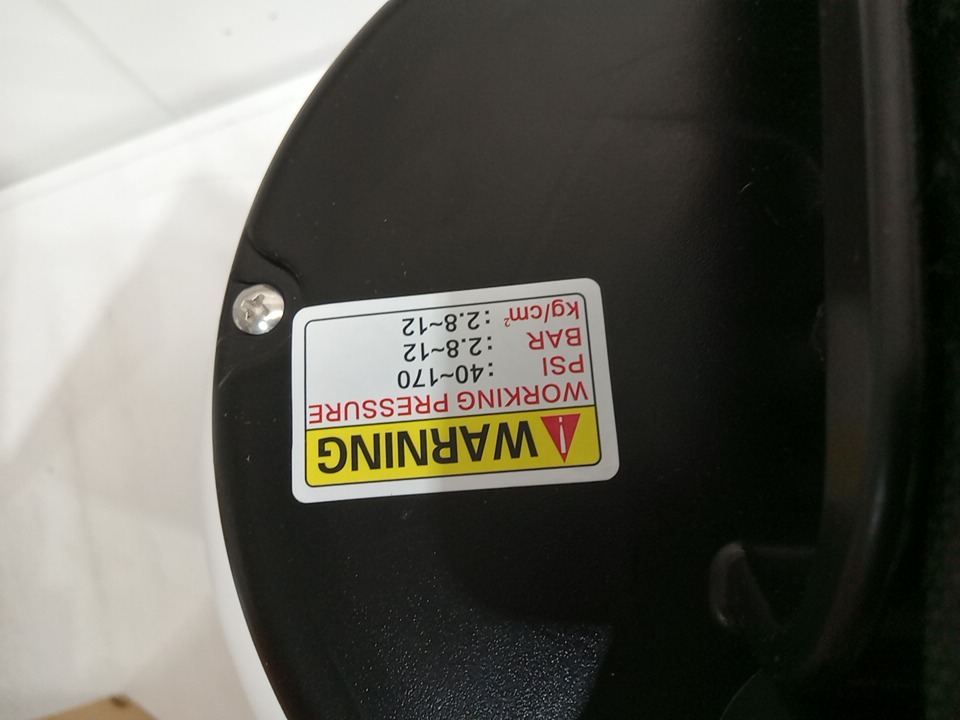 WARNING
WORKING PRESSURE
PSI :40~170
BAR :2.8~12
kg/cm² :2.8~12